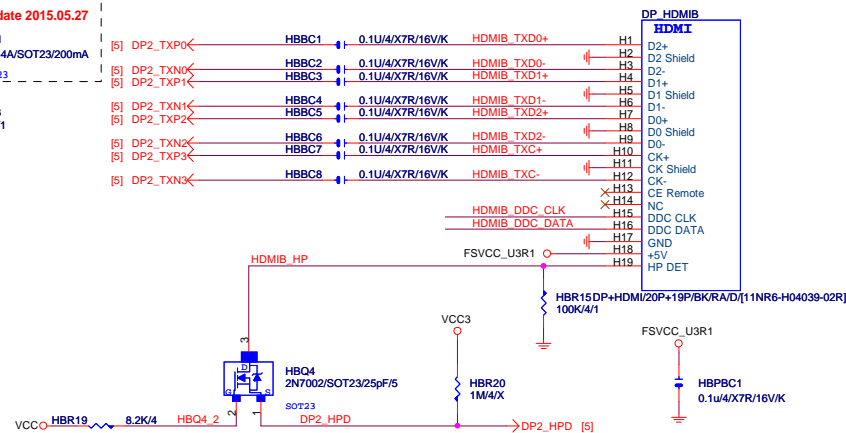 date 2015.05.27
4A/SOT23/200mA
[5] DP2_TXP0 HBBC1 0.1U/4/X7R/16V/K HDMIB_TXD0+
[5] DP2_TXN0 HBBC2 0.1U/4/X7R/16V/K HDMIB_TXD0-
[5] DP2_TXP1 HBBC3 0.1U/4/X7R/16V/K HDMIB_TXD1+
[5] DP2_TXN1 HBBC4 0.1U/4/X7R/16V/K HDMIB_TXD1-
[5] DP2_TXP2 HBBC5 0.1U/4/X7R/16V/K HDMIB_TXD2+
[5] DP2_TXN2 HBBC6 0.1U/4/X7R/16V/K HDMIB_TXD2-
[5] DP2_TXP3 HBBC7 0.1U/4/X7R/16V/K HDMIB_TXC+
[5] DP2_TXN3 HBBC8 0.1U/4/X7R/16V/K HDMIB_TXC-
DP_HDMIB
HDMI
H1 D2+
H2 D2 Shield
H3 D2-
H4 D1+
H5 D1 Shield
H6 D1-
H7 D0+
H8 D0 Shield
H9 D0-
H10 CK+
H11 CK Shield
H12 CK-
H13 CE Remote
H14 NC
HDMIB_DDC_CLK H15 DDC CLK
HDMIB_DDC_DATA H16 DDC DATA
H17 GND
FSVCC_U3R1 H18 +5V
HDMIB_HP H19 HP DET
HBR15 DP+HDMI/20P+19P/BK/RA/D/[11NR6-H04039-02R]
100K/4/1
VCC3
FSVCC_U3R1
3
D
G S
HBQ4
2N7002/SOT23/25pF/5
SOT23
HBR20
1M/4/X
HBPBC1
0.1u/4/X7R/16V/K
2 1
VCC HBR19 8.2K/4 HBQ4_2 DP2_HPD DP2_HPD [5]